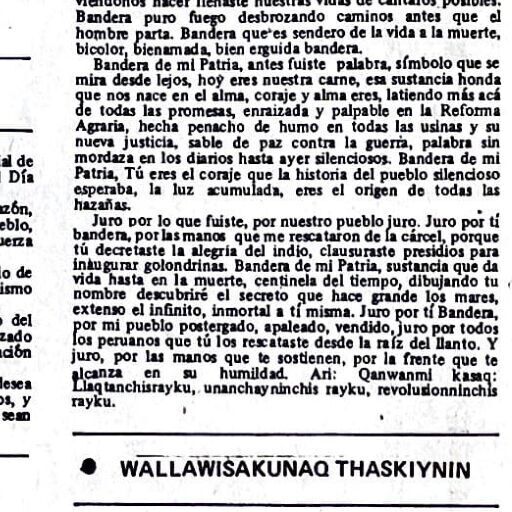 viéndonos nacer llenaste nuestras vidas de cántaros posibles.
Bandera puro fuego desbrozando caminos antes que el
hombre parta. Bandera que es sendero de la vida a la muerte,
bicolor, bienamada, bien erguida bandera.
Bandera de mi Patria, antes fuiste palabra, símbolo que se
mira desde lejos, hoy eres nuestra carne, esa sustancia honda
que nos nace en el alma, coraje y alma eres, latiendo más acá
de todas las promesas, enraizada y palpable en la Reforma
Agraria, hecha penacho de humo en todas las usinas y su
nueva justicia, sable de paz contra la guerra, palabra sin
mordaza en los diarios hasta ayer silenciosos. Bandera de mi
Patria, Tú eres el coraje que la historia del pueblo silencioso
esperaba, la luz acumulada, eres el origen de todas las
hazañas.
Juro por lo que fuiste, por nuestro pueblo juro. Juro por tí
bandera, por las manos que me rescataron de la cárcel, porque
tú decretaste la alegría del indio, clausuraste presidios para
inaugurar golondrinas. Bandera de mi Patria, sustancia que da
vida hasta en la muerte, centinela del tiempo, dibujando tu
nombre descubriré el secreto que hace grande los mares,
extenso el infinito, inmortal a tí misma. Juro por tí Bandera,
por mi pueblo postergado, apaleado, vendido, juro por todos
los peruanos que tú los rescataste desde la raíz del llanto. Y
juro, por las manos que te sostienen, por la frente que te
alcanza en su humildad. Ari: Qanwanmi kasaq:
Llaqtanchisrayku, unanchayninchis rayku, revolusionninchis
rayku.
● WALLAWISAKUNAQ THASKIYNIN
al de
Día
azón,
eblo,
uerza
o de
ismo
del
zado
ción
desea
os, y
sean